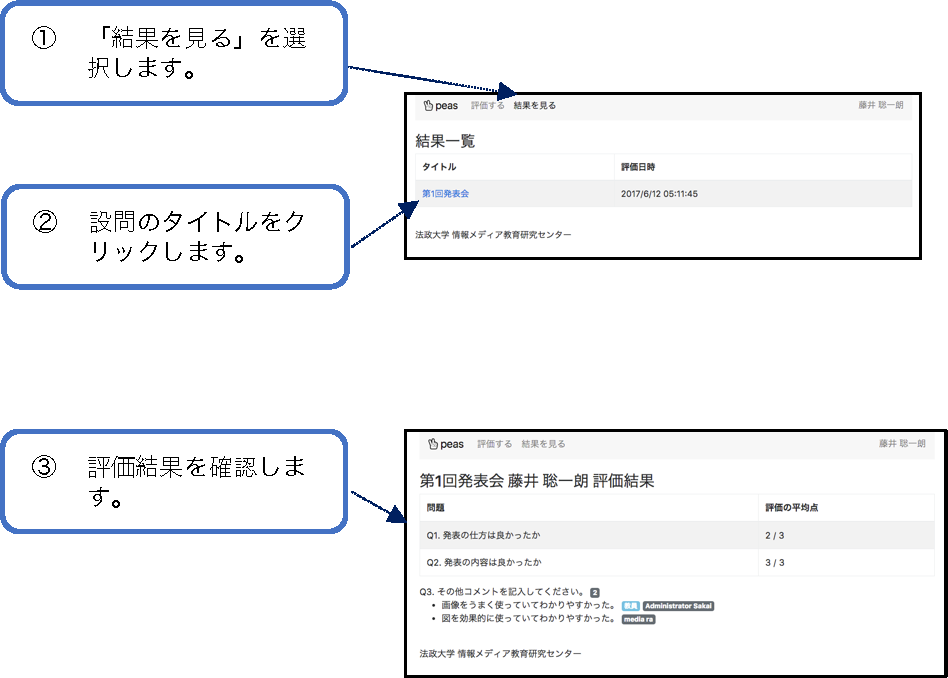 ① 「結果を見る」を選
択します。
peas 評価する 結果を見る 藤井 聡一朗
結果一覧
タイトル 評価日時
第1回発表会 2017/6/12 05:11:45
法政大学 情報メディア教育研究センター
② 設問のタイトルをク
リックします。
③ 評価結果を確認しま
す。
peas 評価する 結果を見る 藤井 聡一朗
第1回発表会 藤井 聡一朗 評価結果
問題 評価の平均点
Q1. 発表の仕方は良かったか 2 / 3
Q2. 発表の内容は良かったか 3 / 3
Q3. その他コメントを記入してください。 2
• 画像をうまく使っていてわかりやすかった。 教員 Administrator Sakai
• 図を効果的に使っていてわかりやすかった。 media ra
法政大学 情報メディア教育研究センター